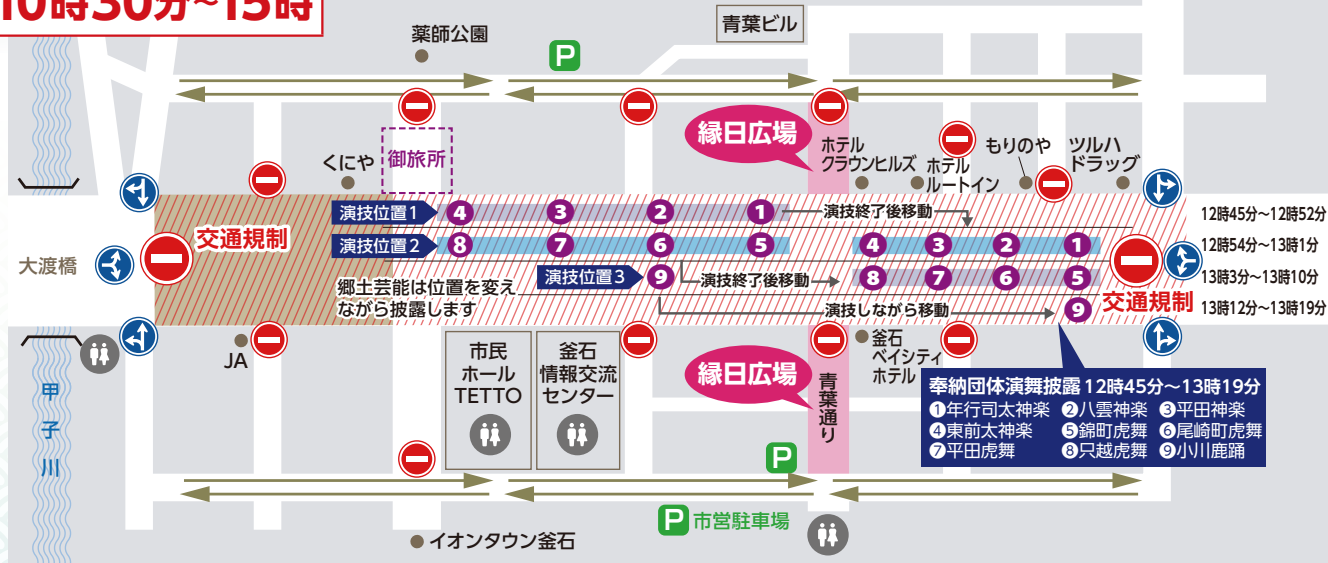 10時30分~15時
薬師公園
P
青葉ビル
縁日広場
御旅所
くにや
ホテル
クラウンヒルズ
ホテル
ルートイン
もりのや
ツルハ
ドラッグ
演技位置1
4
3
2
1
演技終了後移動
12時45分~12時52分
交通規制
演技位置2
8
7
6
5
4
3
2
1
12時54分~13時1分
大渡橋
演技位置3
9
演技終了後移動
8
7
6
5
13時3分~13時10分
郷土芸能は位置を変え
ながら披露します
演技しながら移動
9
交通規制
13時12分~13時19分
JA
市民
ホール
TETTO
釜石
情報交流
センター
縁日広場
青葉通り
釜石
ベイシティ
ホテル
甲子川
奉納団体演舞披露 12時45分~13時19分
❶年行司太神楽 ❷八雲神楽 ❸平田神楽
❹東前太神楽 ❺錦町虎舞 ❻尾崎町虎舞
❼平田虎舞 ❽只越虎舞 ❾小川鹿踊
P
P 市営駐車場
イオンタウン釜石